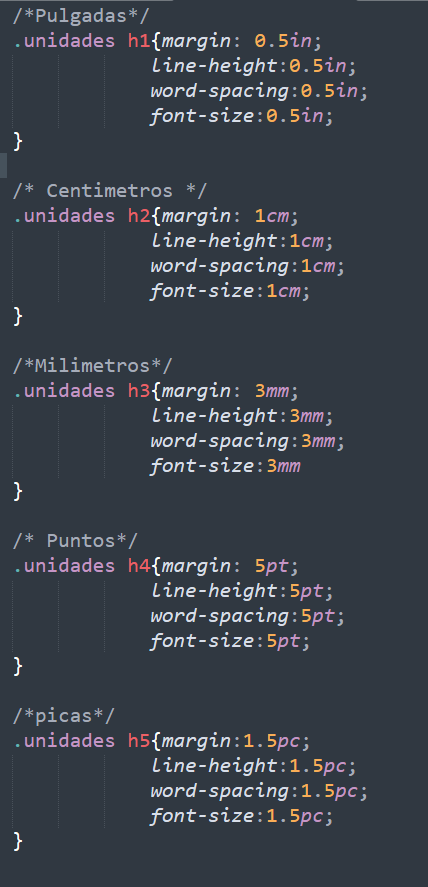 /*Pulgadas*/
.unidades h1{margin: 0.5in;
line-height:0.5in;
word-spacing:0.5in;
font-size:0.5in;
}
/* Centimetros */
.unidades h2{margin: 1cm;
line-height:1cm;
word-spacing:1cm;
font-size:1cm;
}
/*Milimetros*/
.unidades h3{margin: 3mm;
line-height:3mm;
word-spacing:3mm;
font-size:3mm
}
/* Puntos*/
.unidades h4{margin: 5pt;
line-height:5pt;
word-spacing:5pt;
font-size:5pt;
}
/*picas*/
.unidades h5{margin:1.5pc;
line-height:1.5pc;
word-spacing:1.5pc;
font-size:1.5pc;
}